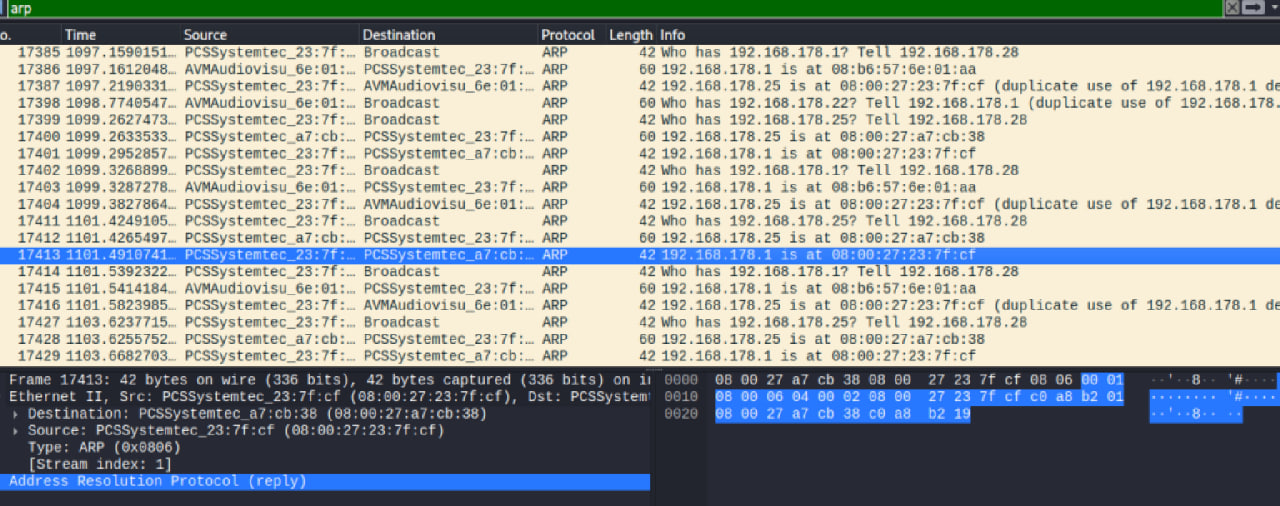 arp
o. Time Source Destination Protocol Length Info
17385 1097.1590151… PCSSystemtec_23:7f:… Broadcast ARP 42 Who has 192.168.178.1? Tell 192.168.178.28
17386 1097.1612048… AVMAudiovisu_6e:01:… PCSSystemtec_23:7f:… ARP 60 192.168.178.1 is at 08:b6:57:6e:01:aa
17387 1097.2190331… PCSSystemtec_23:7f:… AVMAudiovisu_6e:01:… ARP 42 192.168.178.25 is at 08:00:27:23:7f:cf (duplicate use of 192.168.178.1 de
17398 1098.7740547… AVMAudiovisu_6e:01:… Broadcast ARP 60 Who has 192.168.178.22? Tell 192.168.178.1 (duplicate use of 192.168.178.
17399 1099.2627473… PCSSystemtec_23:7f:… Broadcast ARP 42 Who has 192.168.178.25? Tell 192.168.178.28
17400 1099.2633533… PCSSystemtec_a7:cb:… PCSSystemtec_23:7f:… ARP 60 192.168.178.25 is at 08:00:27:a7:cb:38
17401 1099.2952857… PCSSystemtec_23:7f:… PCSSystemtec_a7:cb:… ARP 42 192.168.178.1 is at 08:00:27:23:7f:cf
17402 1099.3268899… PCSSystemtec_23:7f:… Broadcast ARP 42 Who has 192.168.178.1? Tell 192.168.178.28
17403 1099.3287278… AVMAudiovisu_6e:01:… PCSSystemtec_23:7f:… ARP 60 192.168.178.1 is at 08:b6:57:6e:01:aa
17404 1099.3827864… PCSSystemtec_23:7f:… AVMAudiovisu_6e:01:… ARP 42 192.168.178.25 is at 08:00:27:23:7f:cf (duplicate use of 192.168.178.1 de
17411 1101.4249105… PCSSystemtec_23:7f:… Broadcast ARP 42 Who has 192.168.178.25? Tell 192.168.178.28
17412 1101.4265497… PCSSystemtec_a7:cb:… PCSSystemtec_23:7f:… ARP 60 192.168.178.25 is at 08:00:27:a7:cb:38
17413 1101.4910741… PCSSystemtec_23:7f:… PCSSystemtec_a7:cb:… ARP 42 192.168.178.1 is at 08:00:27:23:7f:cf
17414 1101.5392322… PCSSystemtec_23:7f:… Broadcast ARP 42 Who has 192.168.178.1? Tell 192.168.178.28
17415 1101.5414184… AVMAudiovisu_6e:01:… PCSSystemtec_23:7f:… ARP 60 192.168.178.1 is at 08:b6:57:6e:01:aa
17416 1101.5823985… PCSSystemtec_23:7f:… AVMAudiovisu_6e:01:… ARP 42 192.168.178.25 is at 08:00:27:23:7f:cf (duplicate use of 192.168.178.1 de
17427 1103.6237715… PCSSystemtec_23:7f:… Broadcast ARP 42 Who has 192.168.178.25? Tell 192.168.178.28
17428 1103.6255752… PCSSystemtec_a7:cb:… PCSSystemtec_23:7f:… ARP 60 192.168.178.25 is at 08:00:27:a7:cb:38
17429 1103.6682703… PCSSystemtec_23:7f:… PCSSystemtec_a7:cb:… ARP 42 192.168.178.1 is at 08:00:27:23:7f:cf
Frame 17413: 42 bytes on wire (336 bits), 42 bytes captured (336 bits) on in
Ethernet II, Src: PCSSystemtec_23:7f:cf (08:00:27:23:7f:cf), Dst: PCSSystemt
Destination: PCSSystemtec_a7:cb:38 (08:00:27:a7:cb:38)
Source: PCSSystemtec_23:7f:cf (08:00:27:23:7f:cf)
Type: ARP (0x0806)
[Stream index: 1]
Address Resolution Protocol (reply)
0000 08 00 27 a7 cb 38 08 00 27 23 7f cf 08 06 00 01 ··'··8·· '#······
0010 08 00 06 04 00 02 08 00 27 23 7f cf c0 a8 b2 01 ········ '#······
0020 08 00 27 a7 cb 38 c0 a8 b2 19 ··'··8·· ··